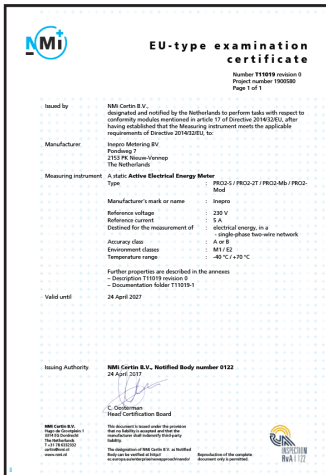 NMi
EU-type examination
certificate
Number T11019 revision 0
Project number 1900580
Page 1 of 1
Issued by
NMi Certin B.V.,
designated and notified by the Netherlands to perform tasks with respect to
conformity modules mentioned in article 17 of Directive 2014/32/EU, after
having established that the Measuring instrument meets the applicable
requirements of Directive 2014/32/EU, to:
Manufacturer
Inepro Metering BV
Pondweg 7
2153 PK Nieuw-Vennep
The Netherlands
Measuring instrument A static Active Electrical Energy Meter
Type : PRO2-S / PRO2-2T / PRO2-Mb / PRO2-
Mod
Manufacturer's mark or name : Inepro
Reference voltage : 230 V
Reference current : 5 A
Destined for the measurement of : electrical energy, in a
- single-phase two-wire network
Accuracy class : A or B
Environment classes : M1 / E2
Temperature range : -40 °C / +70 °C
Further properties are described in the annexes
– Description T11019 revision 0
– Documentation folder T11019-1
Valid until 24 April 2027
Issuing Authority
NMi Certin B.V., Notified Body number 0122
24 April 2017
C. Oosterman
Head Certification Board
NMi Certin B.V.
Hugo de Grootplein 1
3314 EG Dordrecht
The Netherlands
T +31 78 6332332
certin@nmi.nl
www.nmi.nl
This document is issued under the provision
that no liability is accepted and that the
manufacturer shall indemnify third-party
liability.
The designation of NMi Certin B.V. as Notified
Body can be verified at http://
ec.europa.eu/enterprise/newapproach/nando/
Reproduction of the complete
document only is permitted.
INSPECTION
RvA I 122